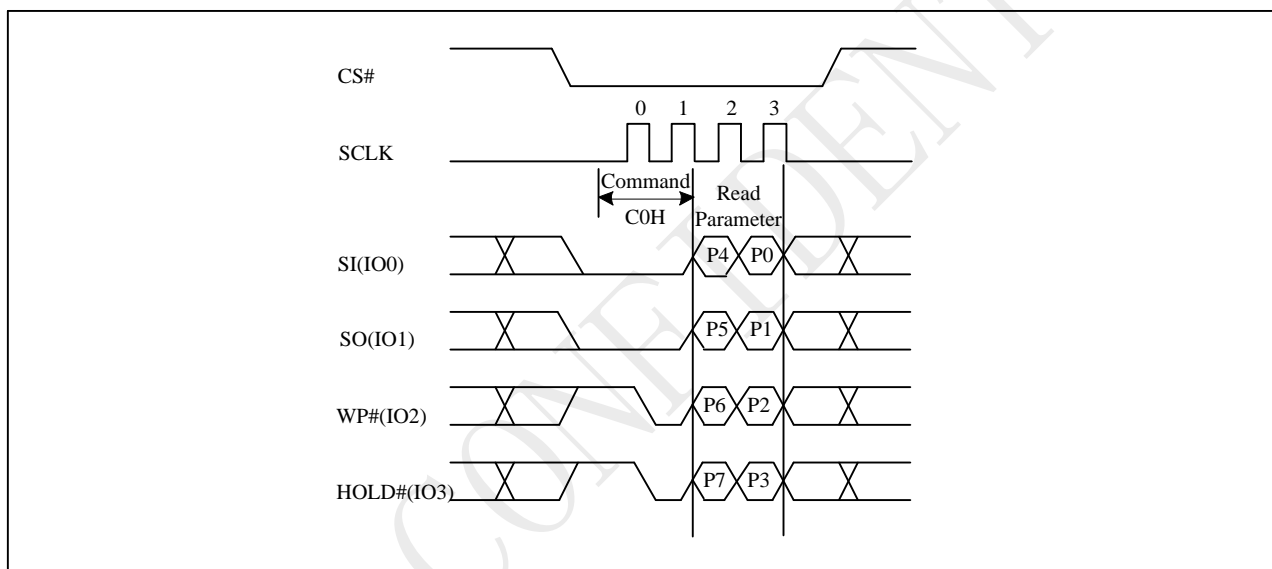 CS#
0 1 2 3
SCLK
Command
C0H
Read
Parameter
SI(IO0)
P4 P0
SO(IO1)
P5 P1
WP#(IO2)
P6 P2
HOLD#(IO3)
P7 P3